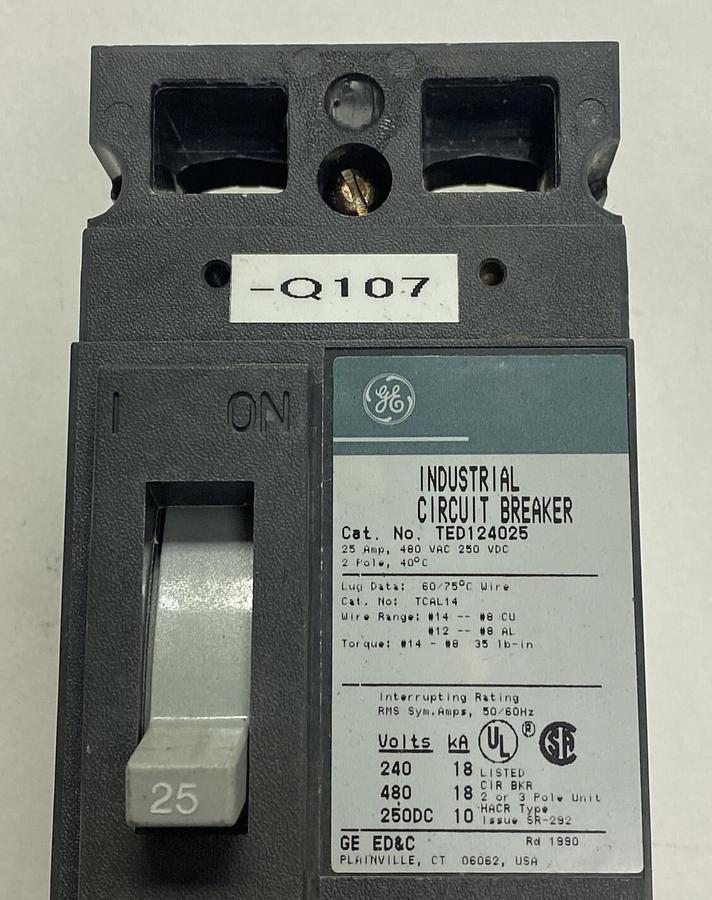 -Q107
I ON
GE
INDUSTRIAL
CIRCUIT BREAKER
Cat. No. TED124025
25 Amp, 480 VAC 250 VDC
2 Pole, 40°C
Lug Data: 60/75°C Wire
Cat. No: TCAL14
Wire Range: #14 -- #8 CU
#12 -- #8 AL
Torque: #14 - #8 35 lb-in
Interrupting Rating
RMS Sym.Amps, 50/60Hz
Volts kA
240 18
480 18
250DC 10
UL ®
SA
LISTED
CIR BKR
2 or 3 Pole Unit
HACR Type
Issue SR-292
25
GE ED&C Rd 1990
PLAINVILLE, CT 06062, USA